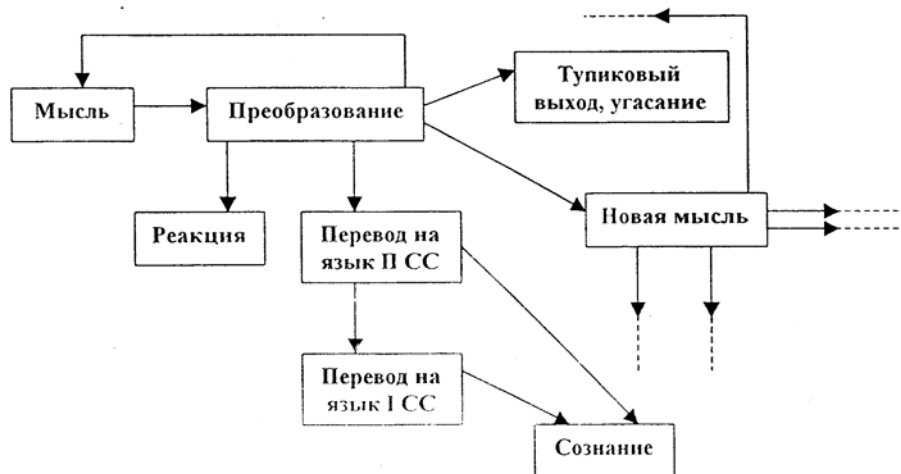 Тупиковый
выход, угасание
Мысль
Преобразование
Новая мысль
Реакция
Перевод на
язык II СС
Перевод на
язык I СС
Сознание